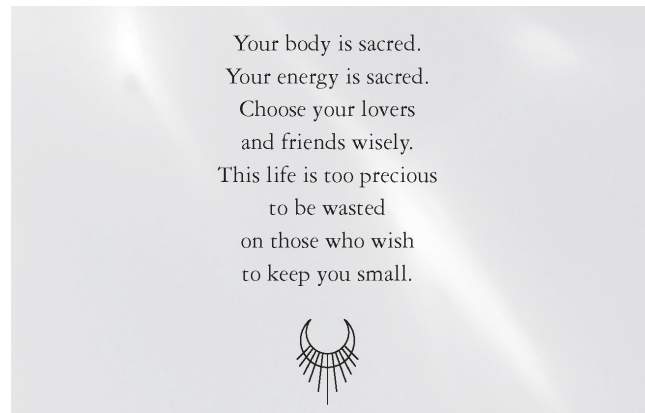 Your body is sacred.
Your energy is sacred.
Choose your lovers
and friends wisely.
This life is too precious
to be wasted
on those who wish
to keep you small.